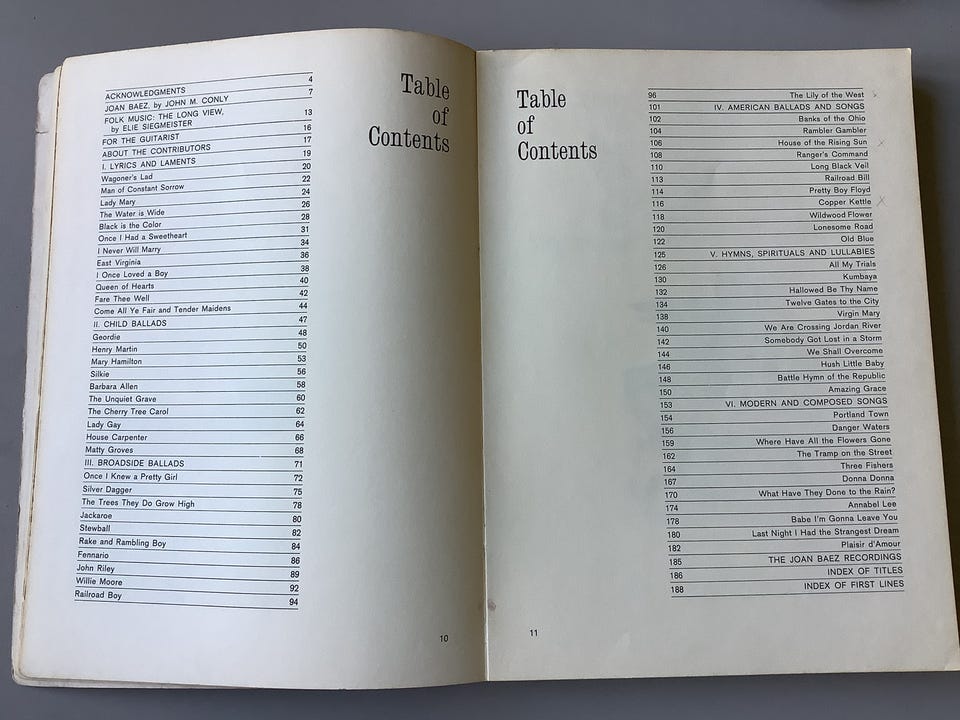 Table
of
Contents
ACKNOWLEDGMENTS 4
JOAN BAEZ, by JOHN M. CONLY 7
FOLK MUSIC: THE LONG VIEW,
by ELIE SIEGMEISTER 13
FOR THE GUITARIST 16
ABOUT THE CONTRIBUTORS 17
I. LYRICS AND LAMENTS 19
Wagoner's Lad 20
Man of Constant Sorrow 22
Lady Mary 24
The Water is Wide 26
Black is the Color 28
Once I Had a Sweetheart 31
I Never Will Marry 34
East Virginia 36
I Once Loved a Boy 38
Queen of Hearts 40
Fare Thee Well 42
Come All Ye Fair and Tender Maidens 44
II. CHILD BALLADS 47
Geordie 48
Henry Martin 50
Mary Hamilton 53
Silkie 56
Barbara Allen 58
The Unquiet Grave 60
The Cherry Tree Carol 62
Lady Gay 64
House Carpenter 66
Matty Groves 68
III. BROADSIDE BALLADS 71
Once I Knew a Pretty Girl 72
Silver Dagger 75
The Trees They Do Grow High 78
Jackaroe 80
Stewball 82
Rake and Rambling Boy 84
Fennario 86
John Riley 89
Willie Moore 92
Railroad Boy 94
10
Table
of
Contents
96 The Lily of the West x
101 IV. AMERICAN BALLADS AND SONGS
102 Banks of the Ohio
104 Rambler Gambler
106 House of the Rising Sun x
108 Ranger's Command
110 Long Black Veil
113 Railroad Bill
114 Pretty Boy Floyd
116 Copper Kettle x
118 Wildwood Flower
120 Lonesome Road
122 Old Blue
125 V. HYMNS, SPIRITUALS AND LULLABIES
126 All My Trials
130 Kumbaya
132 Hallowed Be Thy Name
134 Twelve Gates to the City
138 Virgin Mary
140 We Are Crossing Jordan River
142 Somebody Got Lost in a Storm
144 We Shall Overcome
146 Hush Little Baby
148 Battle Hymn of the Republic
150 Amazing Grace
153 VI. MODERN AND COMPOSED SONGS
154 Portland Town
156 Danger Waters
159 Where Have All the Flowers Gone
162 The Tramp on the Street
164 Three Fishers
167 Donna Donna
170 What Have They Done to the Rain?
174 Annabel Lee
178 Babe I'm Gonna Leave You
180 Last Night I Had the Strangest Dream
182 Plaisir d'Amour
185 THE JOAN BAEZ RECORDINGS
186 INDEX OF TITLES
188 INDEX OF FIRST LINES
11